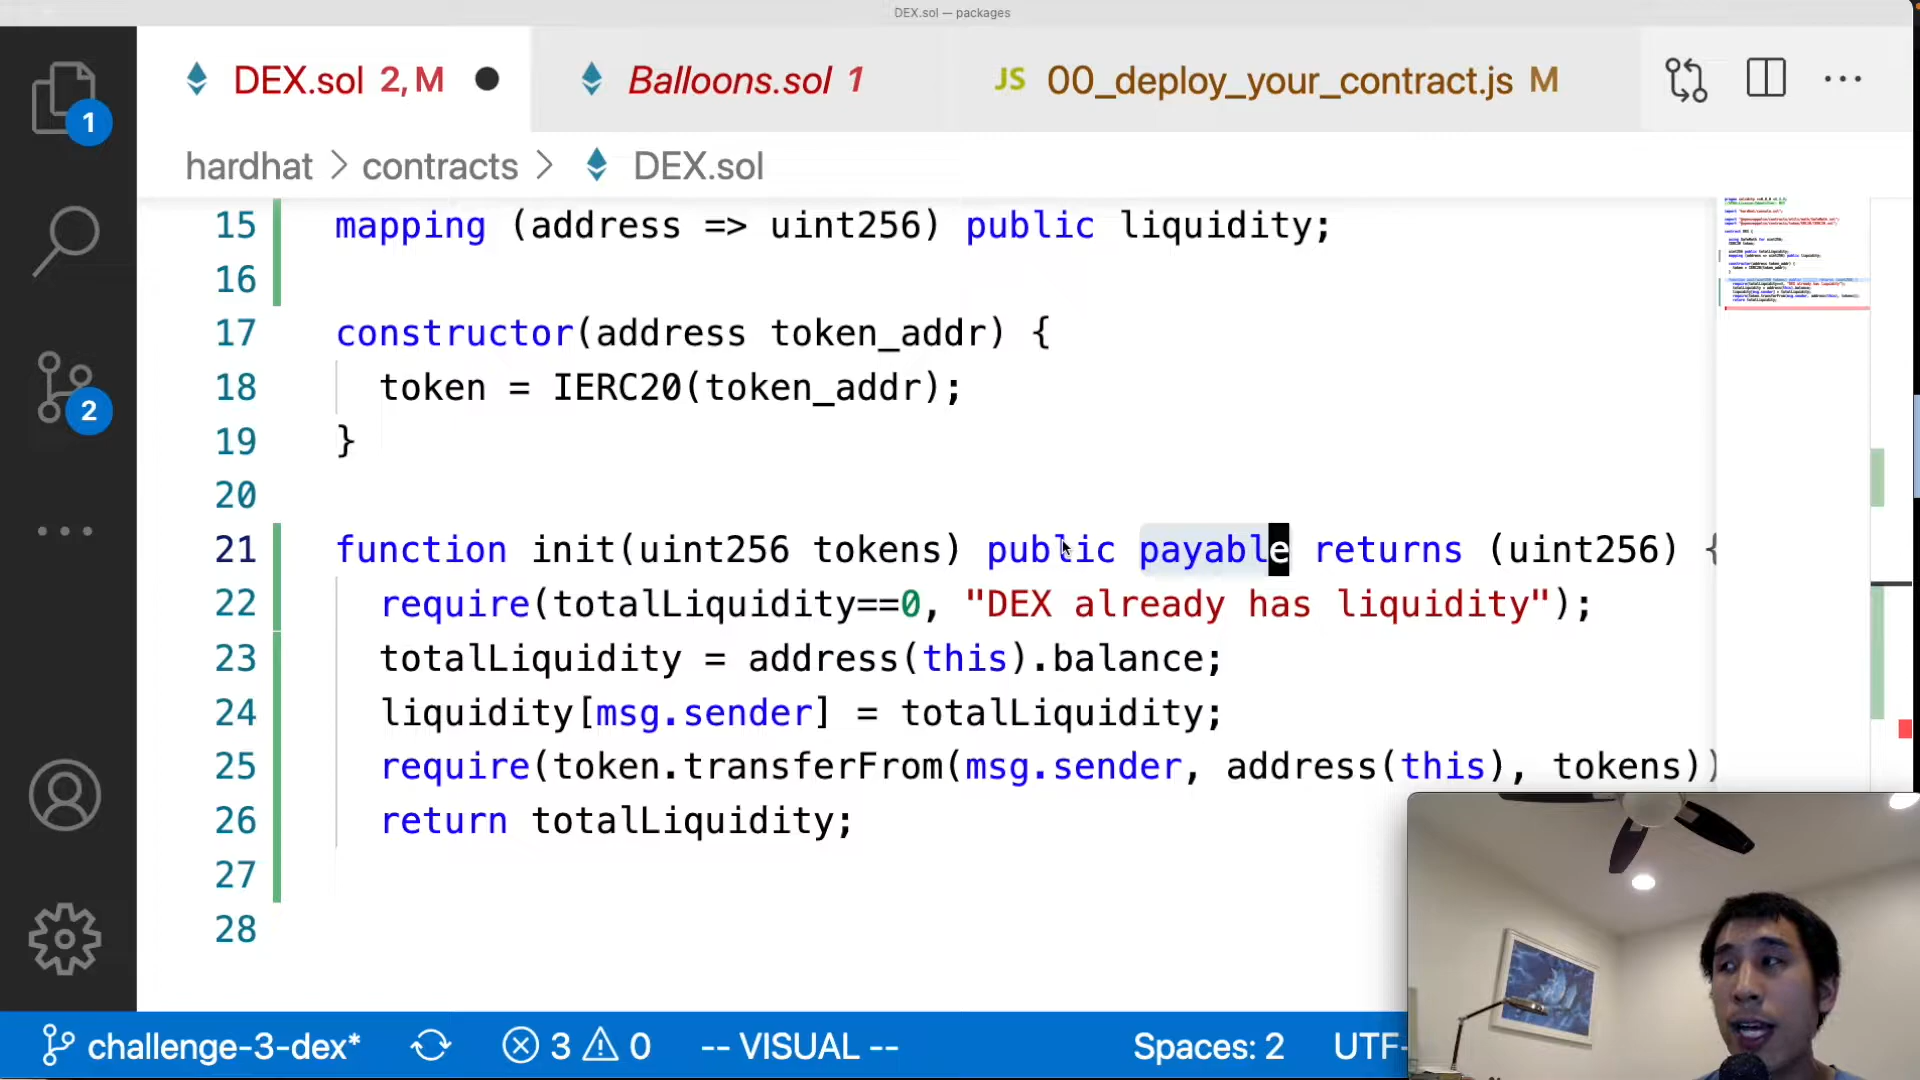 DEX.sol — packages
DEX.sol 2, M
Balloons.sol 1
JS 00_deploy_your_contract.js M
1
hardhat > contracts > DEX.sol
15 mapping (address => uint256) public liquidity;
16
17 constructor(address token_addr) {
18 token = IERC20(token_addr);
19 }
20
21 function init(uint256 tokens) public payable returns (uint256) {
22 require(totalLiquidity==0, "DEX already has liquidity");
23 totalLiquidity = address(this).balance;
24 liquidity[msg.sender] = totalLiquidity;
25 require(token.transferFrom(msg.sender, address(this), tokens))
26 return totalLiquidity;
27
28
2
challenge-3-dex*
3
0
-- VISUAL --
Spaces: 2
UTF-